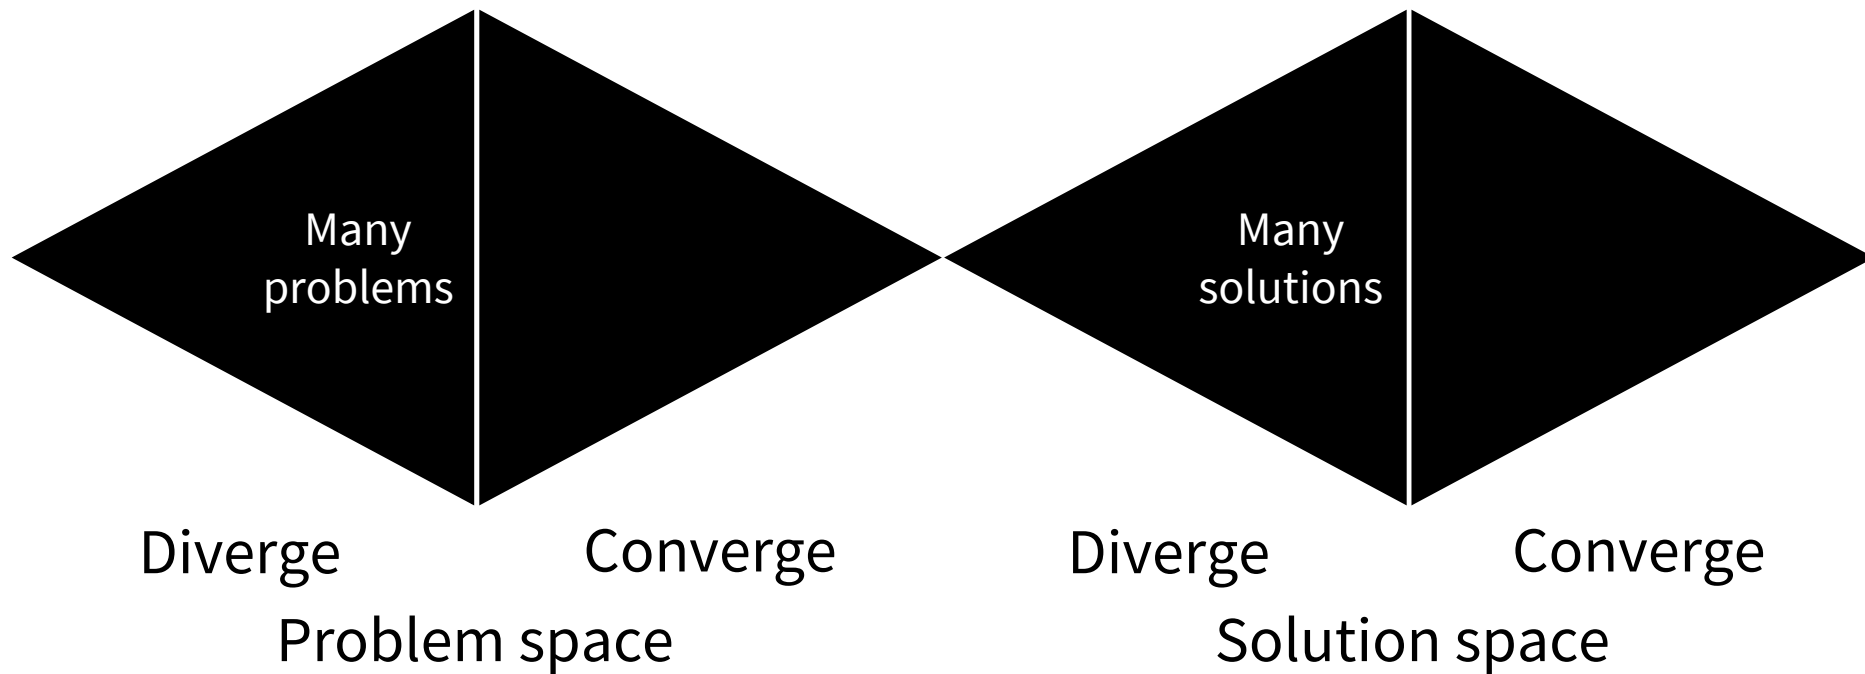 Many
problems
Many
solutions
Diverge
Converge
Diverge
Converge
Problem space
Solution space